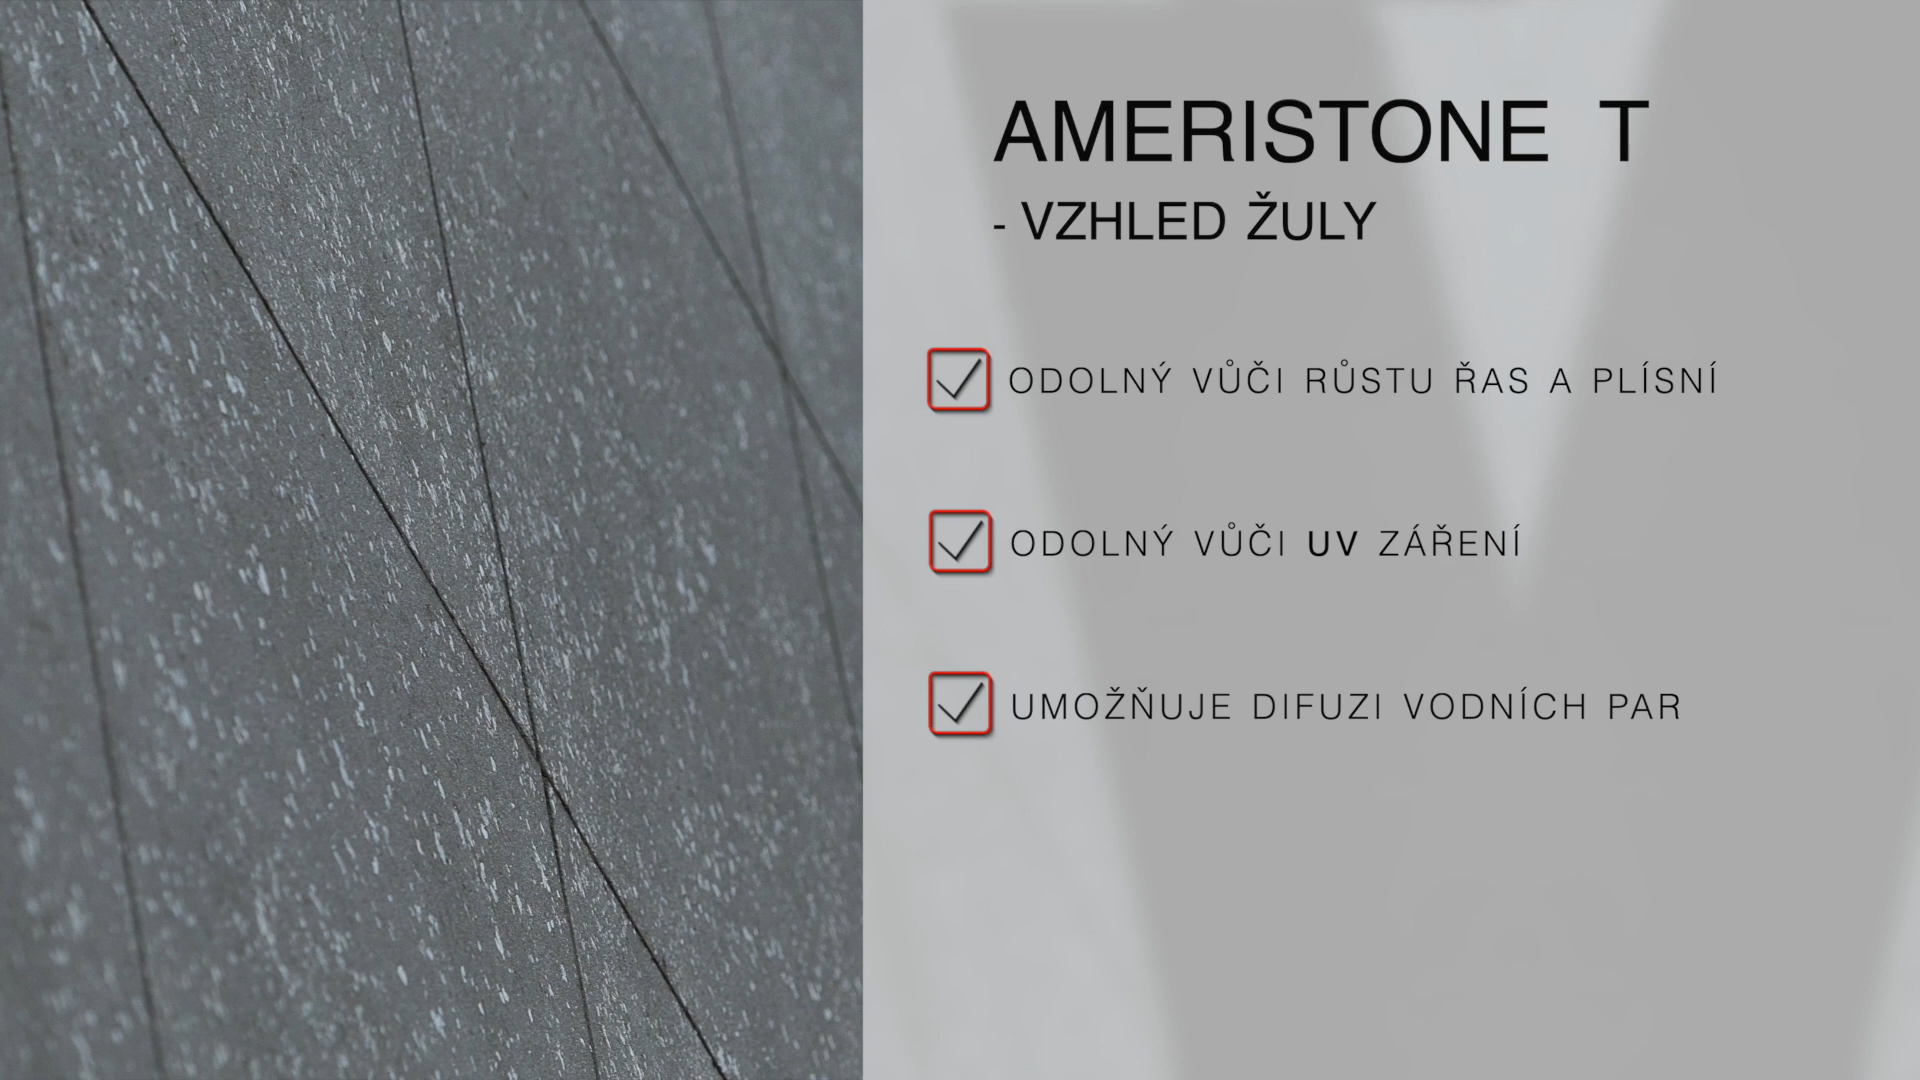 AMERISTONE T
- VZHLED ŽULY
ODOLNÝ VŮČI RŮSTU ŘAS A PLÍSNÍ
ODOLNÝ VŮČI UV ZÁŘENÍ
UMOŽŇUJE DIFUZI VODNÍCH PAR